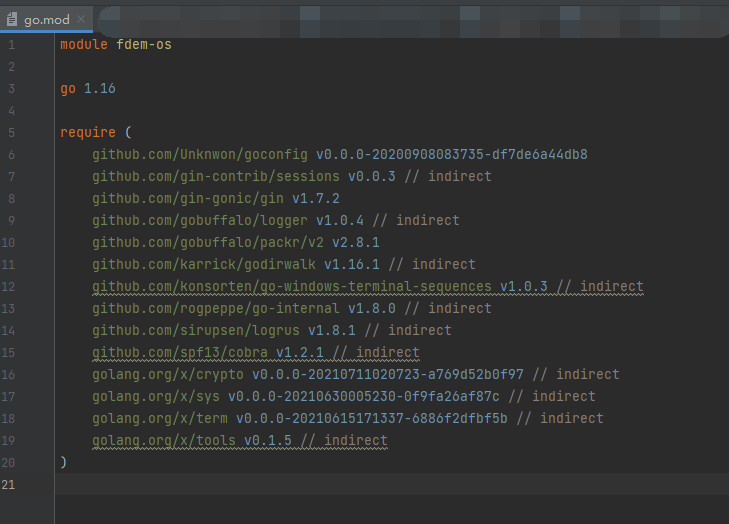 go.mod
1 module fdem-os
2
3 go 1.16
4
5 require (
6 github.com/Unknwon/goconfig v0.0.0-20200908083735-df7de6a44db8
7 github.com/gin-contrib/sessions v0.0.3 // indirect
8 github.com/gin-gonic/gin v1.7.2
9 github.com/gobuffalo/logger v1.0.4 // indirect
10 github.com/gobuffalo/packr/v2 v2.8.1
11 github.com/karrick/godirwalk v1.16.1 // indirect
12 github.com/konsorten/go-windows-terminal-sequences v1.0.3 // indirect
13 github.com/rogpeppe/go-internal v1.8.0 // indirect
14 github.com/sirupsen/logrus v1.8.1 // indirect
15 github.com/spf13/cobra v1.2.1 // indirect
16 golang.org/x/crypto v0.0.0-20210711020723-a769d52b0f97 // indirect
17 golang.org/x/sys v0.0.0-20210630005230-0f9fa26af87c // indirect
18 golang.org/x/term v0.0.0-20210615171337-6886f2dfbf5b // indirect
19 golang.org/x/tools v0.1.5 // indirect
20 )
21